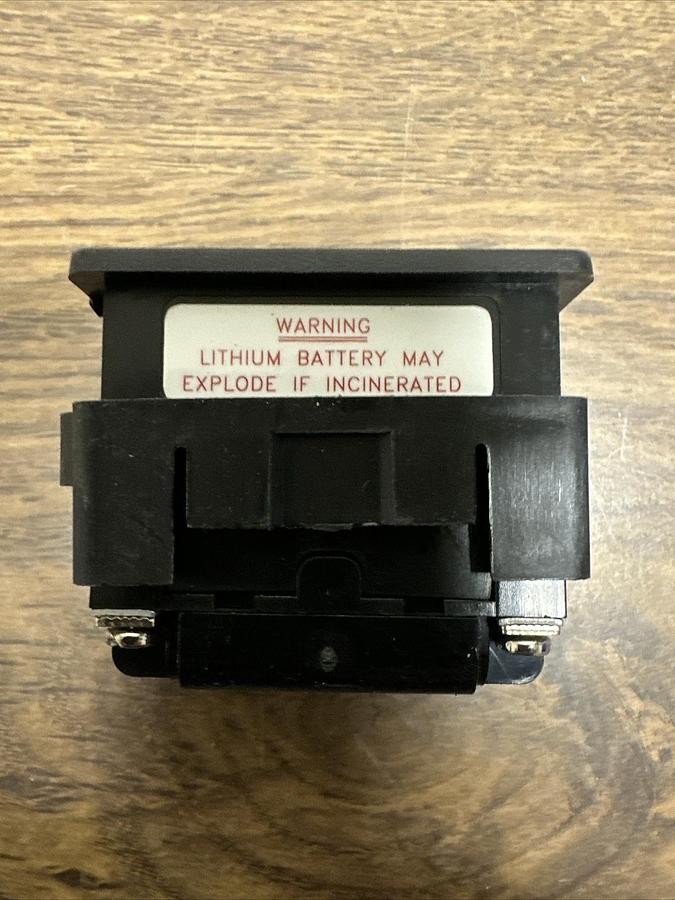 WARNING
LITHIUM BATTERY MAY
EXPLODE IF INCINERATED